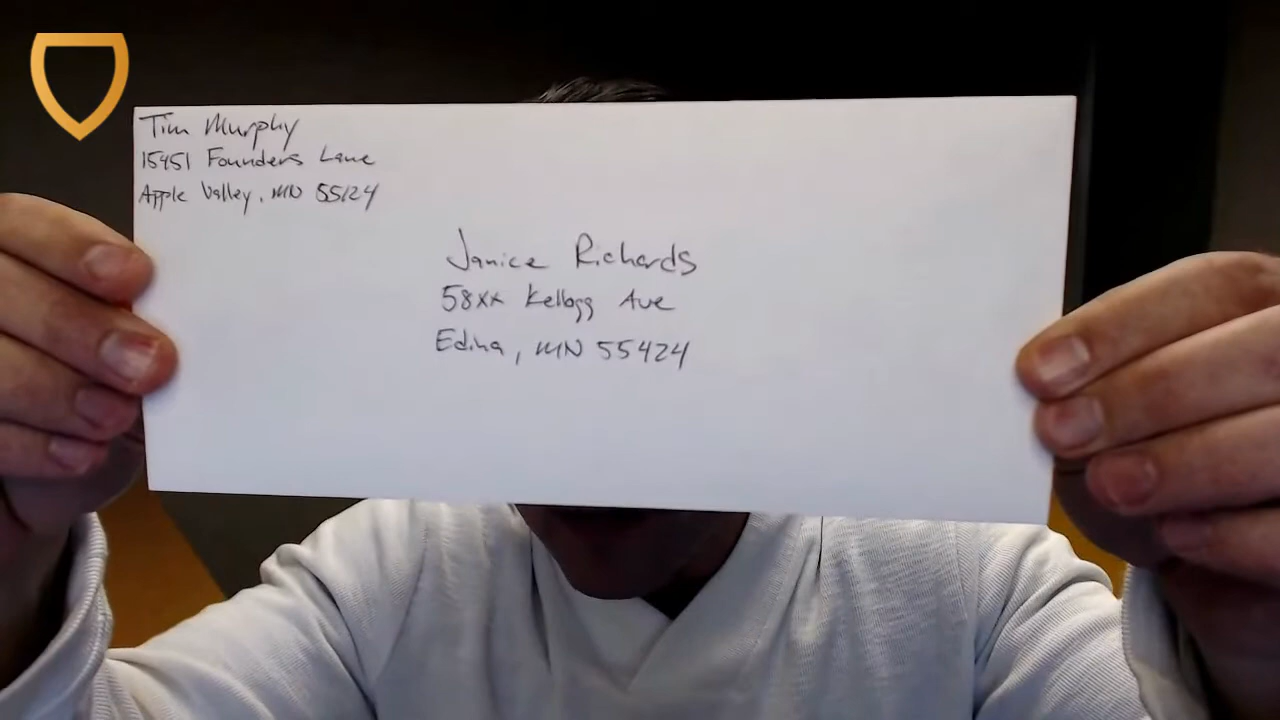 Tim Murphy
15451 Founders Lane
Apple Valley, MN 55124
Janice Richards
58xx Kellogg Ave
Edina, MN 55424